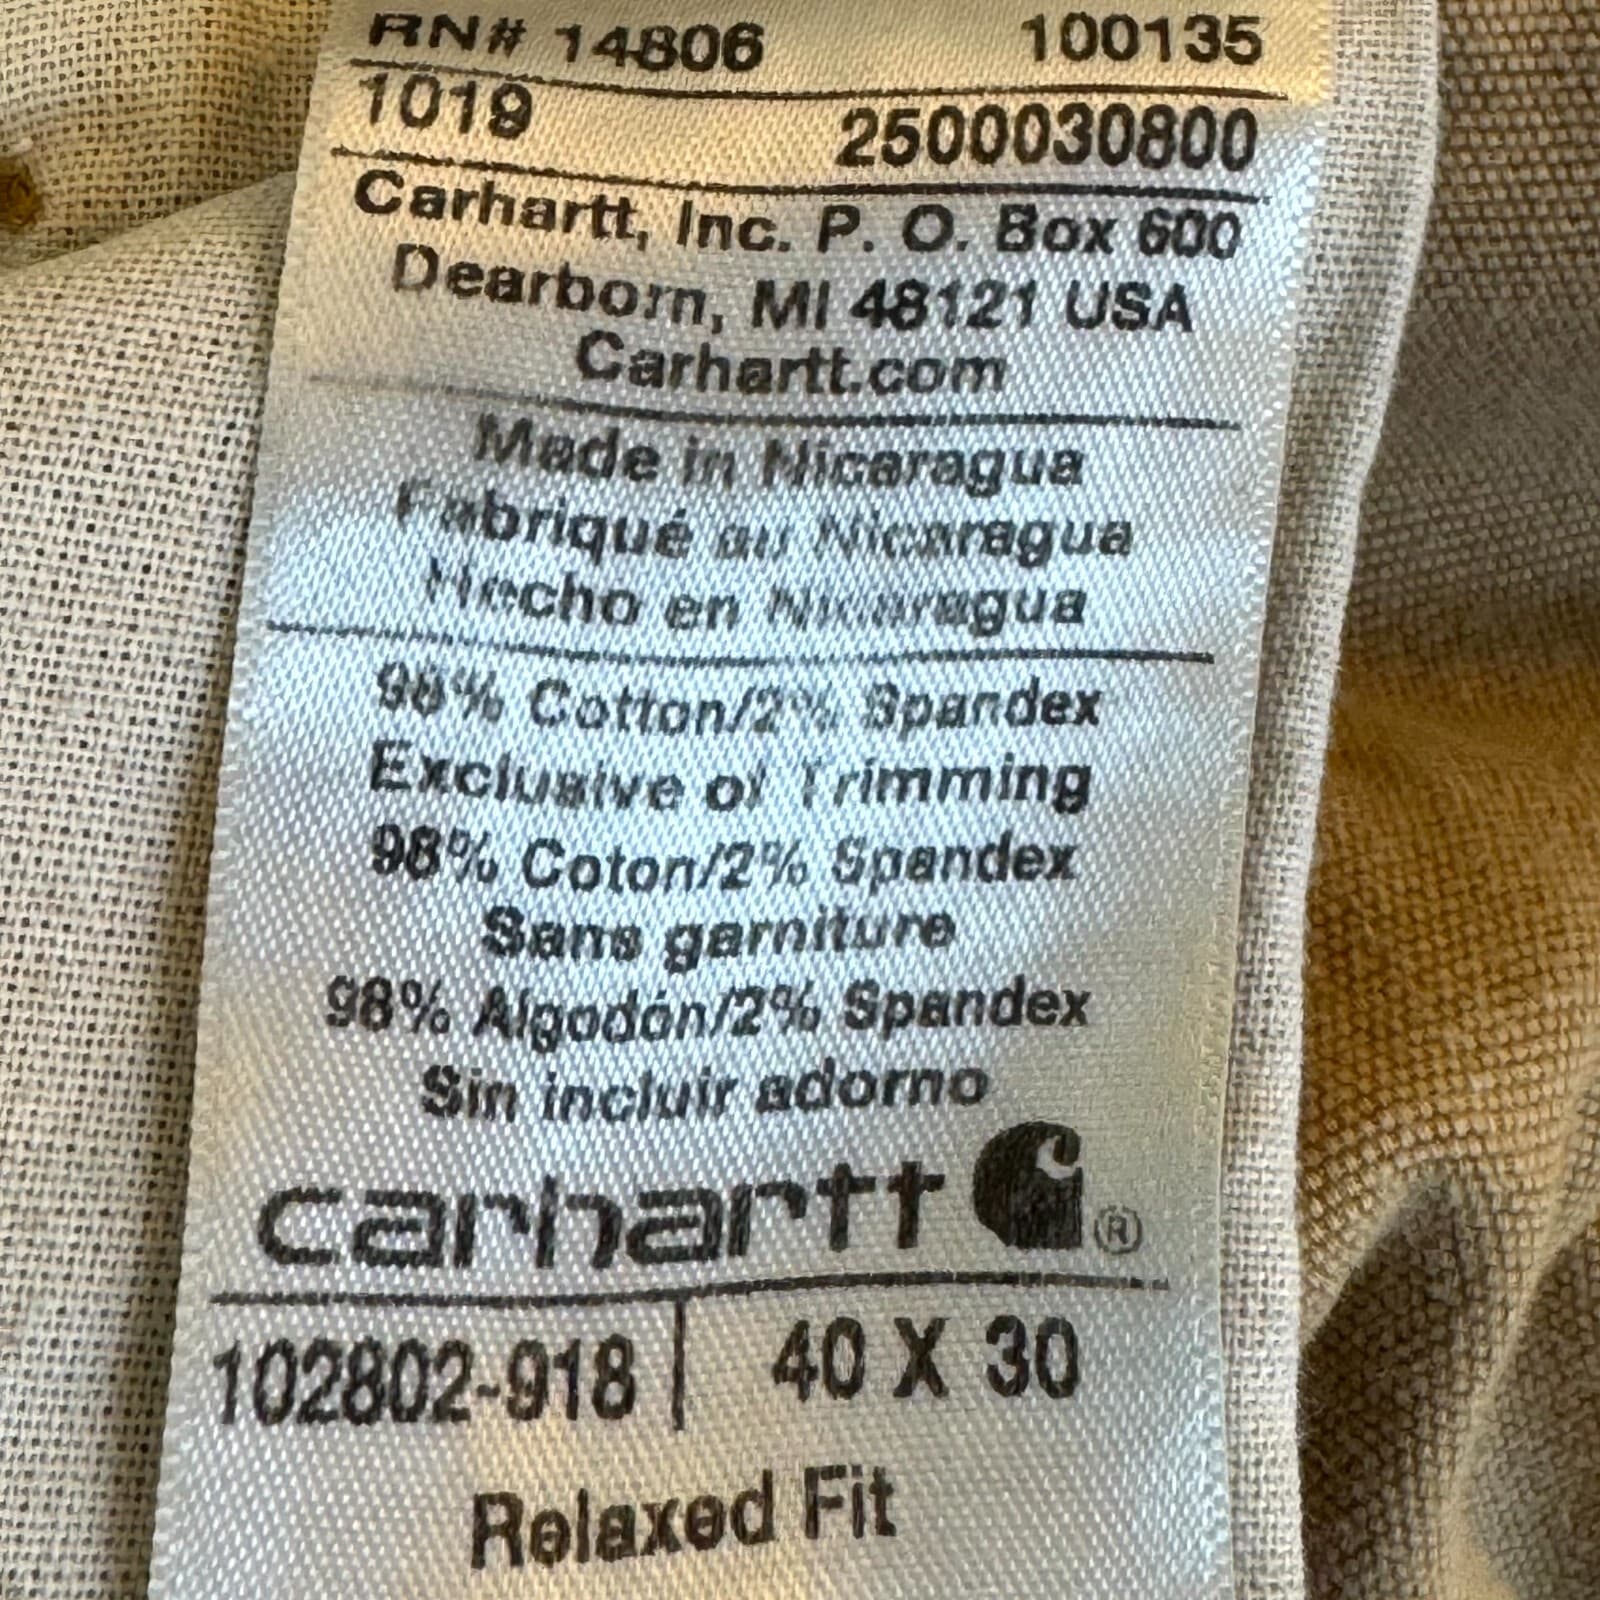 RN# 14806 100135
1019 2500030800
Carhartt, Inc. P. O. Box 600
Dearborn, MI 48121 USA
Carhartt.com
Made in Nicaragua
Fabriqué au Nicaragua
Hecho en Nicaragua
98% Cotton/2% Spandex
Exclusive of Trimming
98% Coton/2% Spandex
Sans garniture
98% Algodón/2% Spandex
Sin incluir adorno
carhartt ®
102802-918 40 X 30
Relaxed Fit